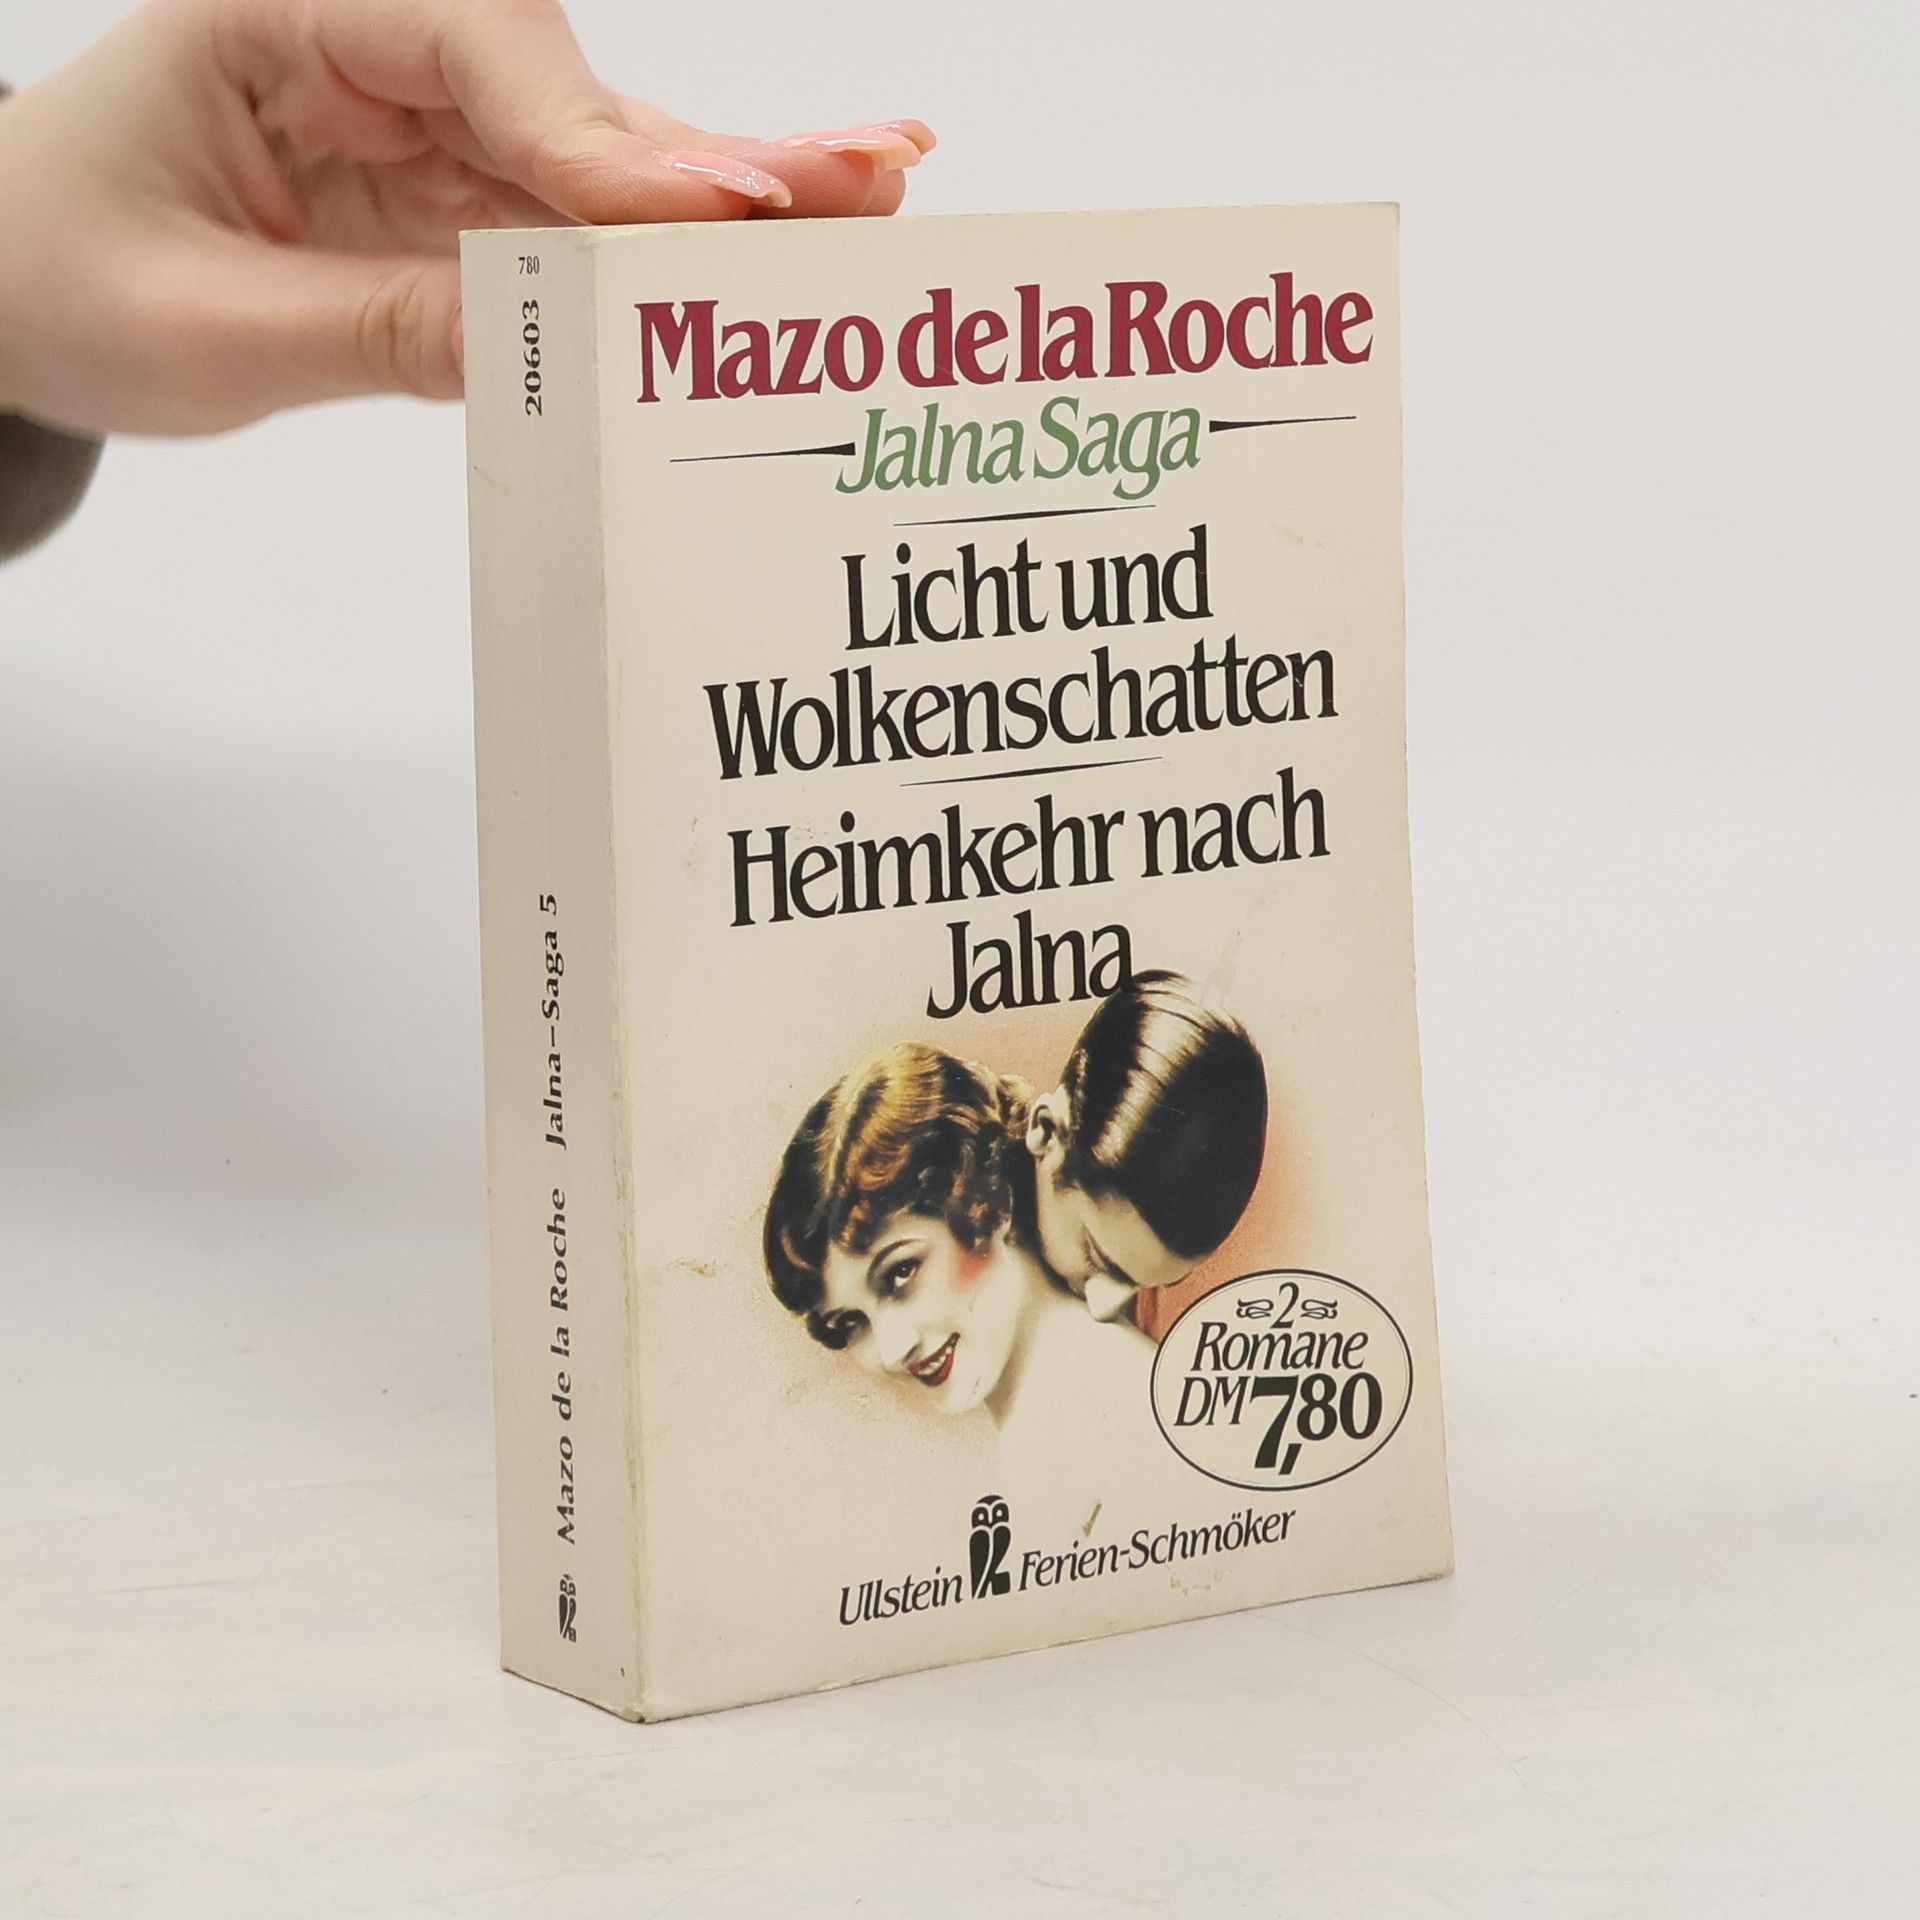 780
20603
Mazo de la Roche Jalna-Saga 5
Mazo de la Roche
Jalna Saga
Licht und
Wolkenschatten
Heimkehr nach
Jalna
2
Romane
DM 7,80
Ullstein Ferien-Schmöker